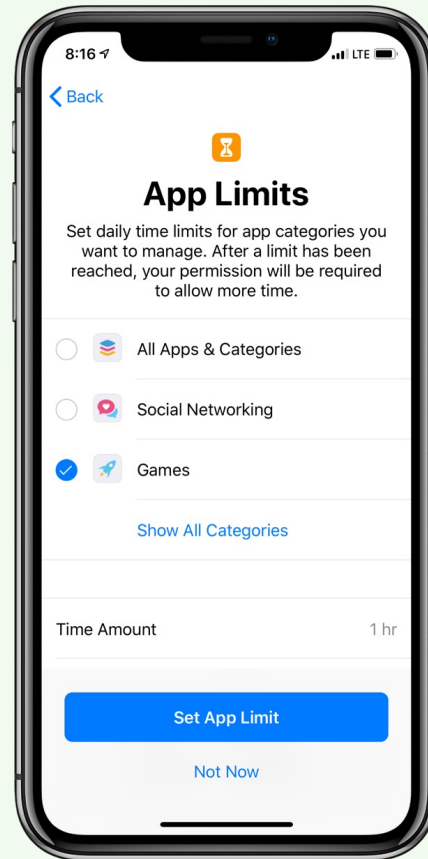 8:16
LTE
Back
App Limits
Set daily time limits for app categories you
want to manage. After a limit has been
reached, your permission will be required
to allow more time.
All Apps & Categories
Social Networking
Games
Show All Categories
Time Amount 1 hr
Set App Limit
Not Now